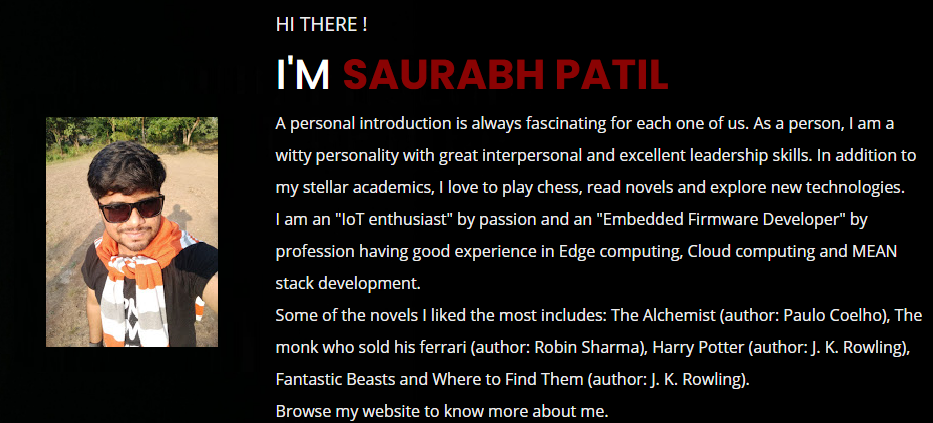 HI THERE !
I'M SAURABH PATIL
A personal introduction is always fascinating for each one of us. As a person, I am a
witty personality with great interpersonal and excellent leadership skills. In addition to
my stellar academics, I love to play chess, read novels and explore new technologies.
I am an "IoT enthusiast" by passion and an "Embedded Firmware Developer" by
profession having good experience in Edge computing, Cloud computing and MEAN
stack development.
Some of the novels I liked the most includes: The Alchemist (author: Paulo Coelho), The
monk who sold his ferrari (author: Robin Sharma), Harry Potter (author: J. K. Rowling),
Fantastic Beasts and Where to Find Them (author: J. K. Rowling).
Browse my website to know more about me.